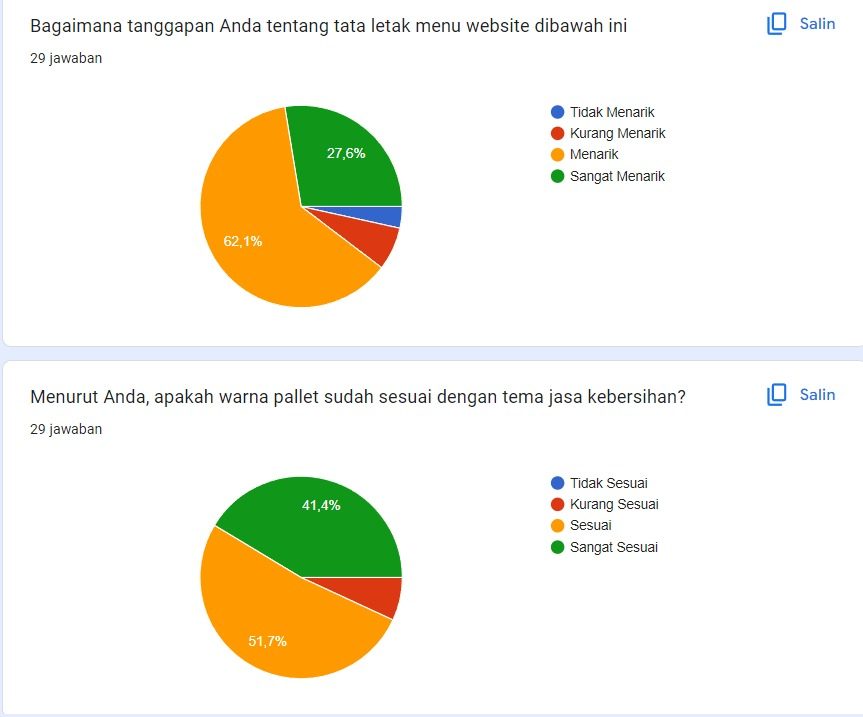 Bagaimana tanggapan Anda tentang tata letak menu website dibawah ini
Salin
29 jawaban
27,6%
62,1%
Tidak Menarik
Kurang Menarik
Menarik
Sangat Menarik
Menurut Anda, apakah warna pallet sudah sesuai dengan tema jasa kebersihan?
Salin
29 jawaban
41,4%
51,7%
Tidak Sesuai
Kurang Sesuai
Sesuai
Sangat Sesuai